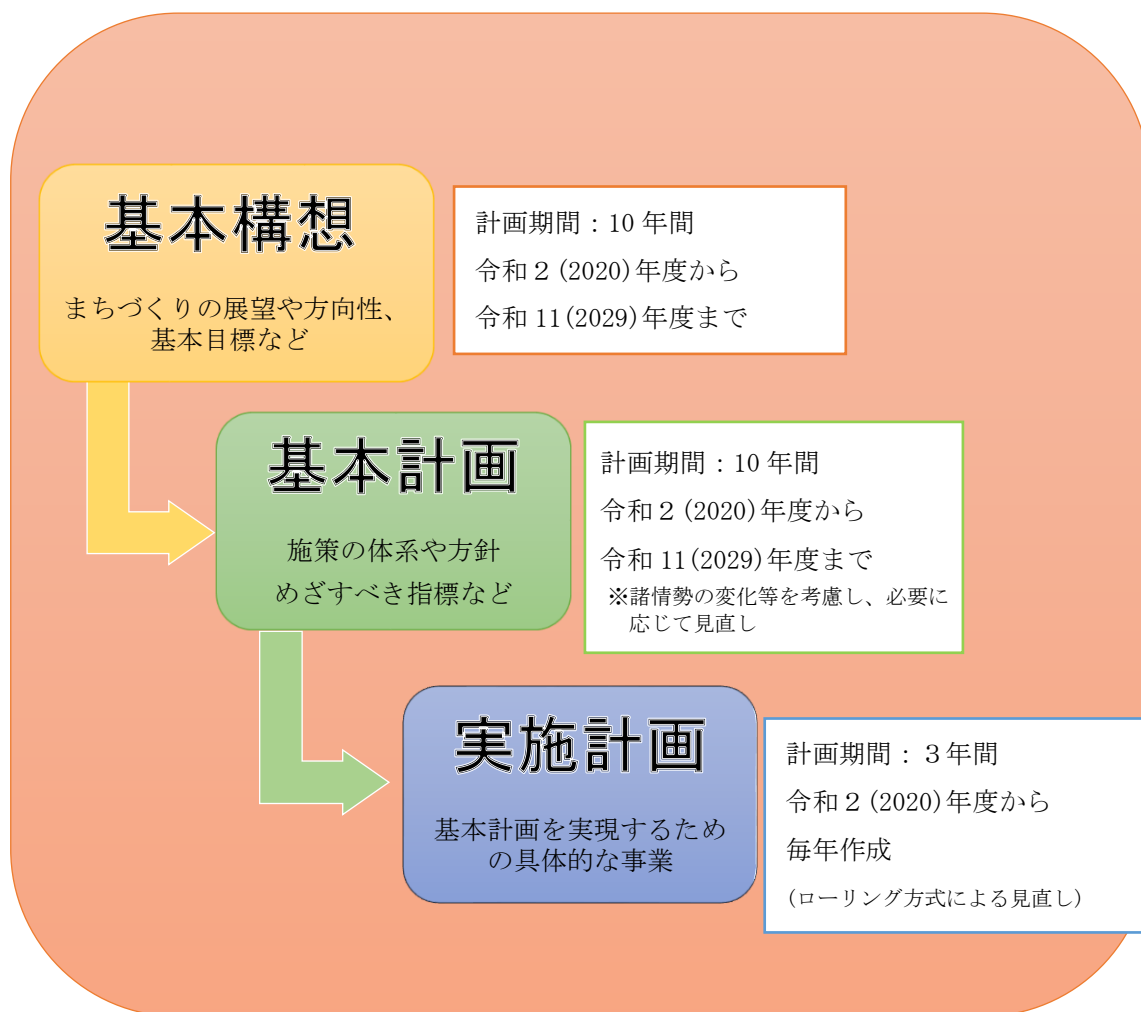 基本構想
まちづくりの展望や方向性、
基本目標など
計画期間：10 年間
令和２(2020)年度から
令和 11(2029)年度まで
基本計画
施策の体系や方針
めざすべき指標など
計画期間：10 年間
令和２(2020)年度から
令和 11(2029)年度まで
※諸情勢の変化等を考慮し、必要に
応じて見直し
実施計画
基本計画を実現するため
の具体的な事業
計画期間：３年間
令和２(2020)年度から
毎年作成
（ローリング方式による見直し）